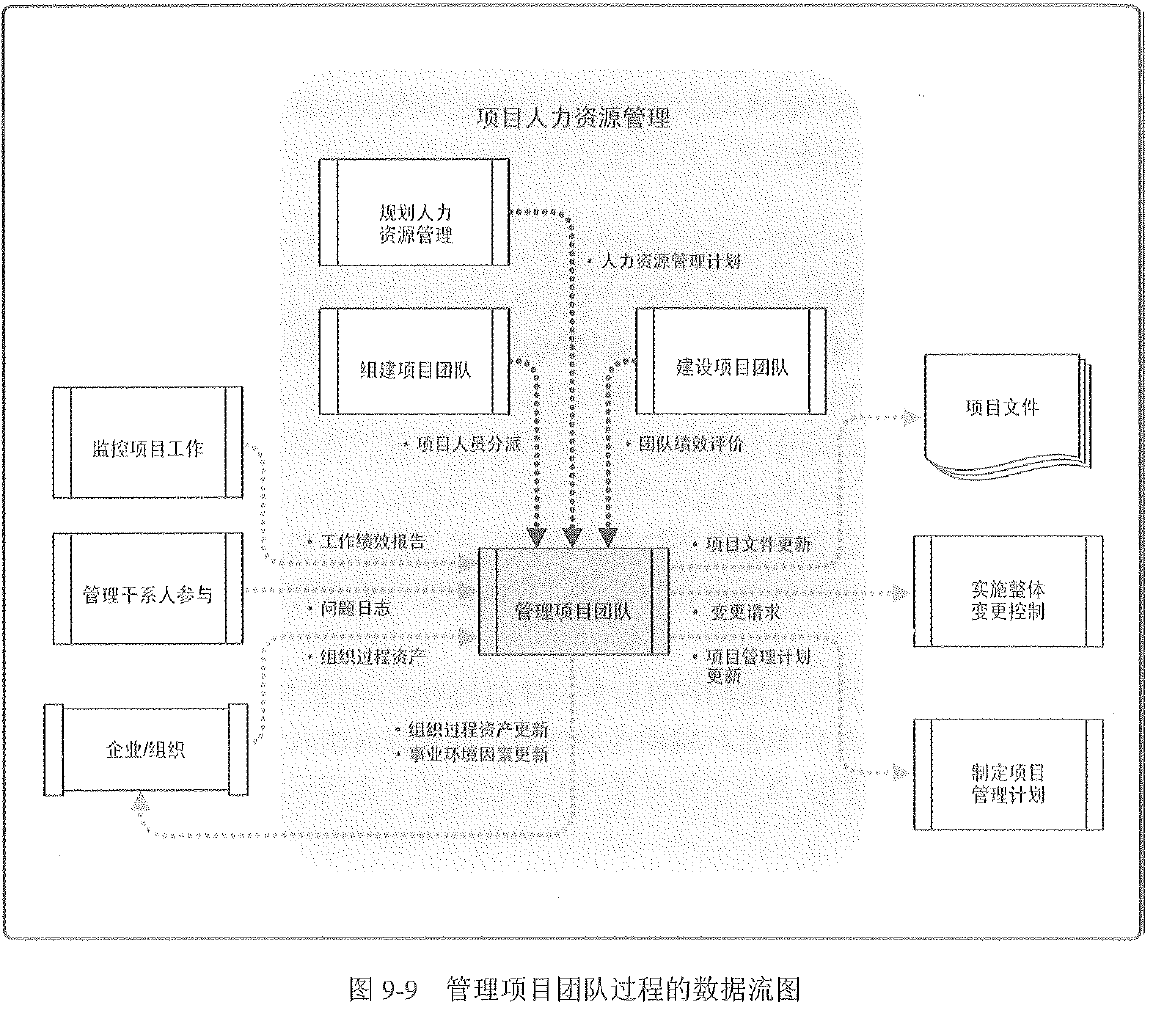 项目人力资源管理
规划人力
资源管理
• 人力资源管理计划
组建项目团队
建设项目团队
• 项目人员分派
• 团队绩效评价
监控项目工作
管理干系人参与
企业/组织
• 工作绩效报告
• 问题日志
• 组织过程资产
管理项目团队
• 项目文件更新
• 变更请求
• 项目管理计划
更新
• 组织过程资产更新
• 事业环境因素更新
项目文件
实施整体
变更控制
制定项目
管理计划
图 9-9 管理项目团队过程的数据流图